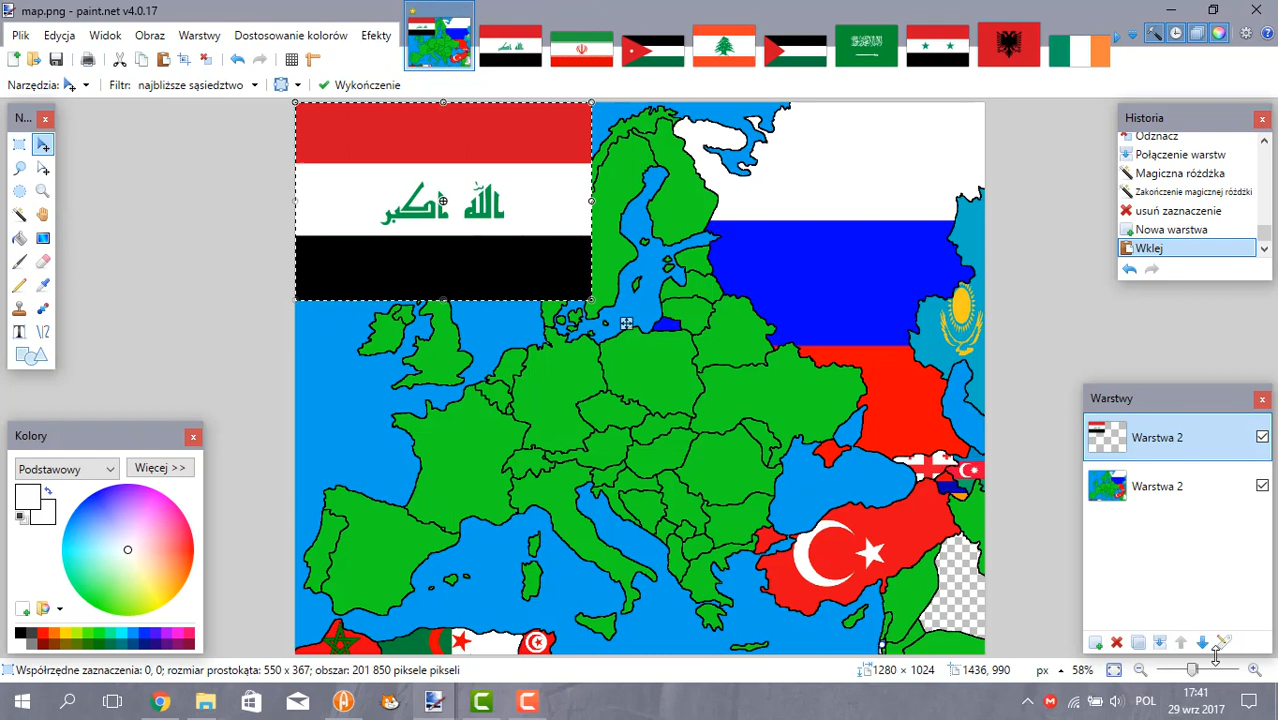 map.png - paint.net v4.0.17
Plik Edycja Widok Obraz Warstwy Dostosowanie kolorów Efekty
Narzędzia: Filtr: najbliższe sąsiedztwo Wykończenie
N...
الله أكبر
Historia
Odznacz
Połączenie warstw
Magiczna różdżka
Zakończenie magicznej różdżki
usuń zaznaczenie
Nowa warstwa
Wklej
Warstwy
Warstwa 2
Warstwa 2
Kolory
Podstawowy Więcej >>
Współrzędne zaznaczenia: 0, 0; rozmiar prostokąta: 550 x 367; obszar: 201 850 piksele pikseli 1280 × 1024 1436, 990 px 58%
POL 17:41
29 wrz 2017